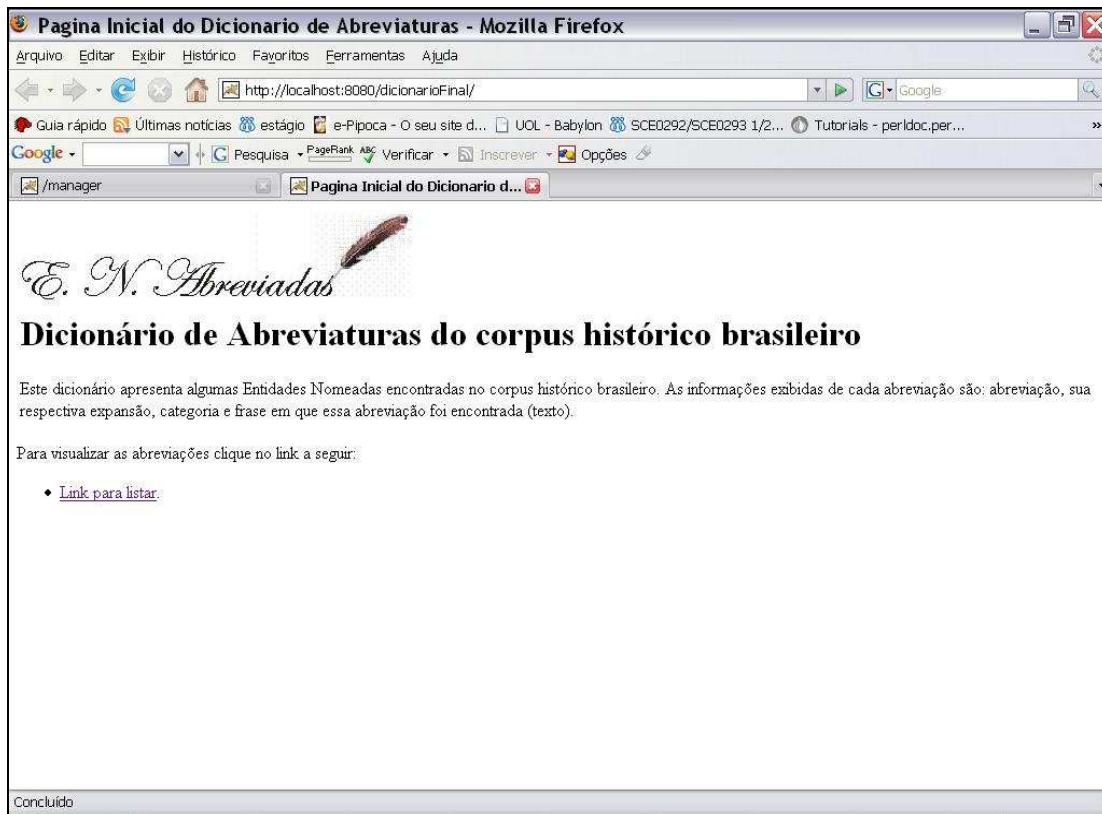 Pagina Inicial do Dicionario de Abreviaturas - Mozilla Firefox
Arquivo Editar Exibir Histórico Favoritos Ferramentas Ajuda
http://localhost:8080/dicionarioFinal/ G Google
Guia rápido Últimas notícias estágio e-Pipoca - O seu site d... UOL - Babylon SCE0292/SCE0293 1/2... Tutorials - perldoc.per... »
Google G Pesquisa PageRank ABC Verificar Inscrever Opções
/manager Pagina Inicial do Dicionario d...
E. N. Abreviadas
Dicionário de Abreviaturas do corpus histórico brasileiro
Este dicionário apresenta algumas Entidades Nomeadas encontradas no corpus histórico brasileiro. As informações exibidas de cada abreviação são: abreviação, sua
respectiva expansão, categoria e frase em que essa abreviação foi encontrada (texto).
Para visualizar as abreviações clique no link a seguir:
• Link para listar.
Concluído